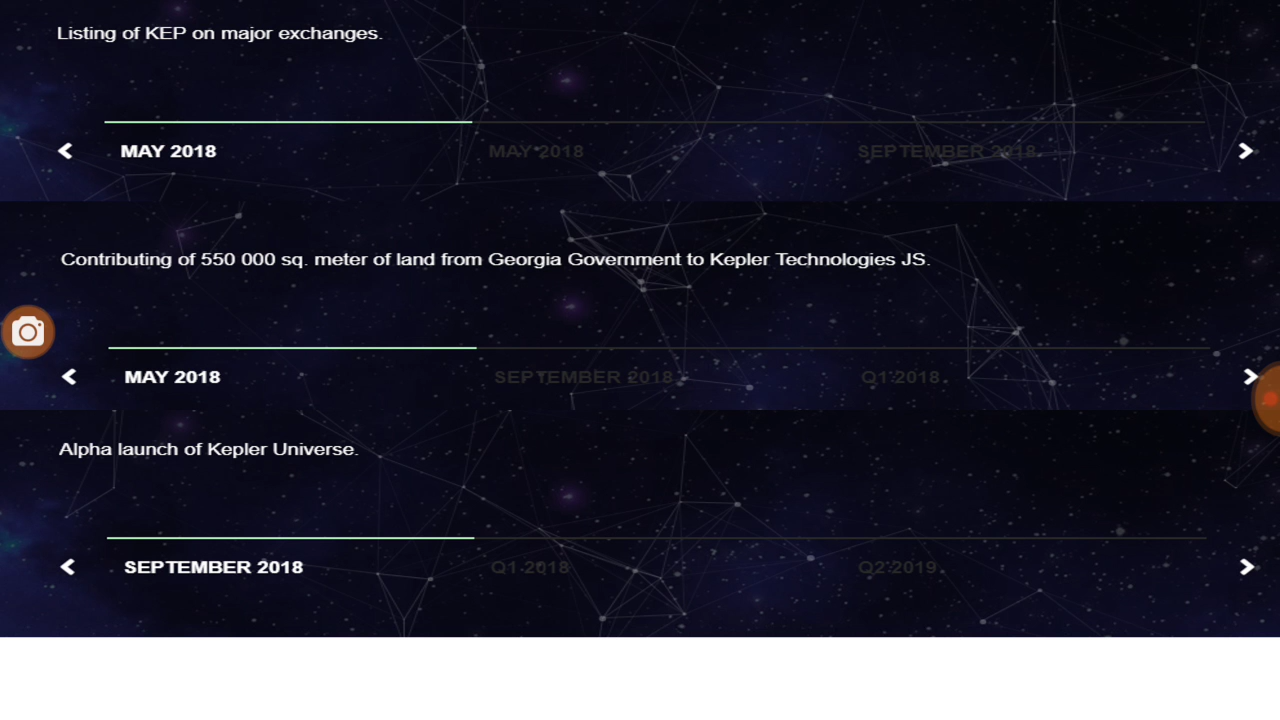 Listing of KEP on major exchanges.
MAY 2018 MAY 2018 SEPTEMBER 2018
Contributing of 550 000 sq. meter of land from Georgia Government to Kepler Technologies JS.
MAY 2018 SEPTEMBER 2018 Q1 2018
Alpha launch of Kepler Universe.
SEPTEMBER 2018 Q1 2018 Q2 2019